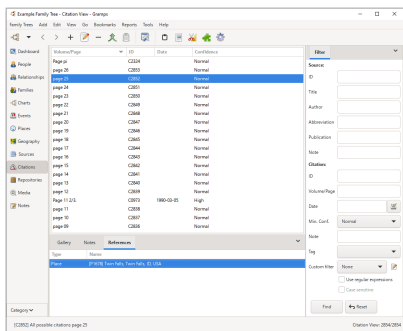 Example Family Tree - Citation View - Gramps
Family Trees Add Edit View Go Bookmarks Reports Tools Help
Dashboard
People
Relationships
Families
Charts
Events
Places
Geography
Sources
Citations
Repositories
Media
Notes
Category
Volume/Page ID Date Confidence
Page pi C2324 Normal
page 26 C2853 Normal
page 25 C2852 Normal
page 24 C2851 Normal
page 23 C2850 Normal
page 22 C2849 Normal
page 21 C2848 Normal
page 20 C2847 Normal
page 19 C2846 Normal
page 18 C2845 Normal
page 17 C2844 Normal
page 16 C2843 Normal
page 15 C2842 Normal
page 14 C2841 Normal
page 13 C2840 Normal
page 12 C2839 Normal
Page 11 2/3, C0973 1990-03-05 High
page 11 C2838 Normal
page 10 C2837 Normal
page 09 C2836 Normal
Gallery Notes References
Type Name
Place Twin Falls, Twin Falls, ID, USA
Filter
Source:
ID
Title
Author
Abbreviation
Publication
Note
Citation:
ID
Volume/Page
Date
Min. Conf. Normal
Note
Tag
Custom filter None
Use regular expressions
Case sensitive
Find Reset
[C2852] All possible citations page 25
Citation View: 2854/2854